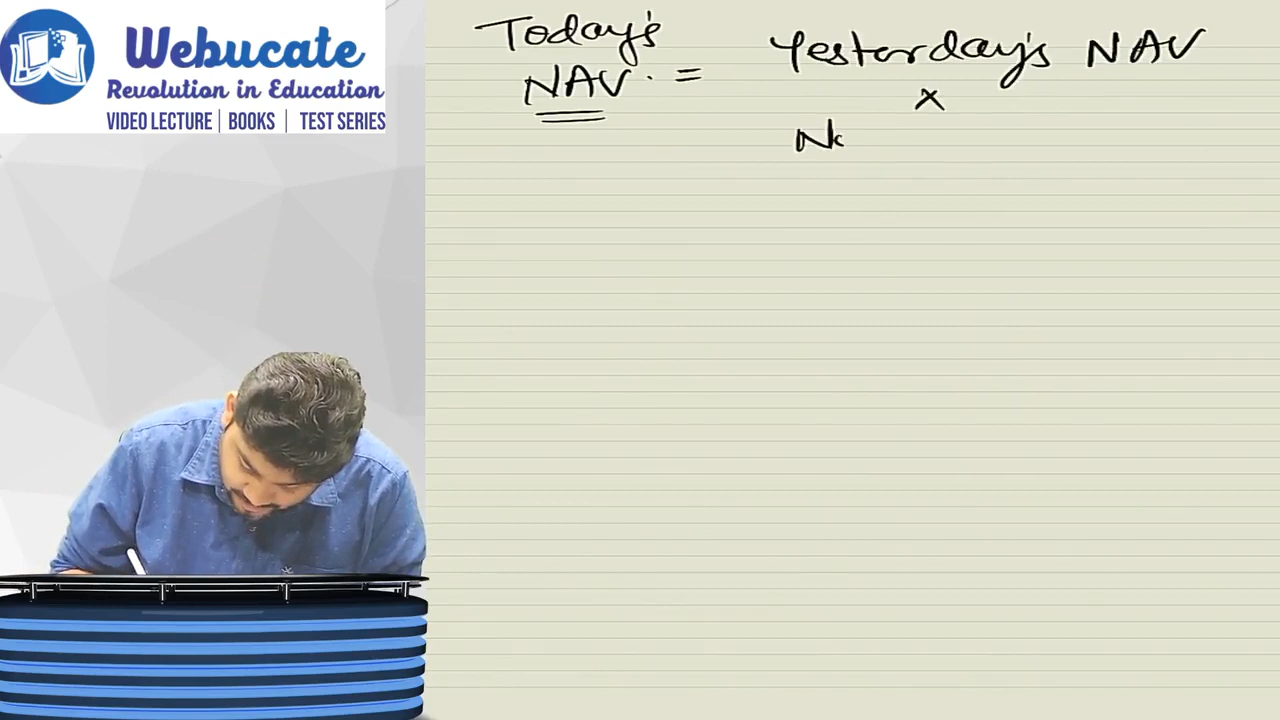 Webucate
Revolution in Education
VIDEO LECTURE | BOOKS | TEST SERIES
Today's
NAV. =
Yesterday's NAV
×